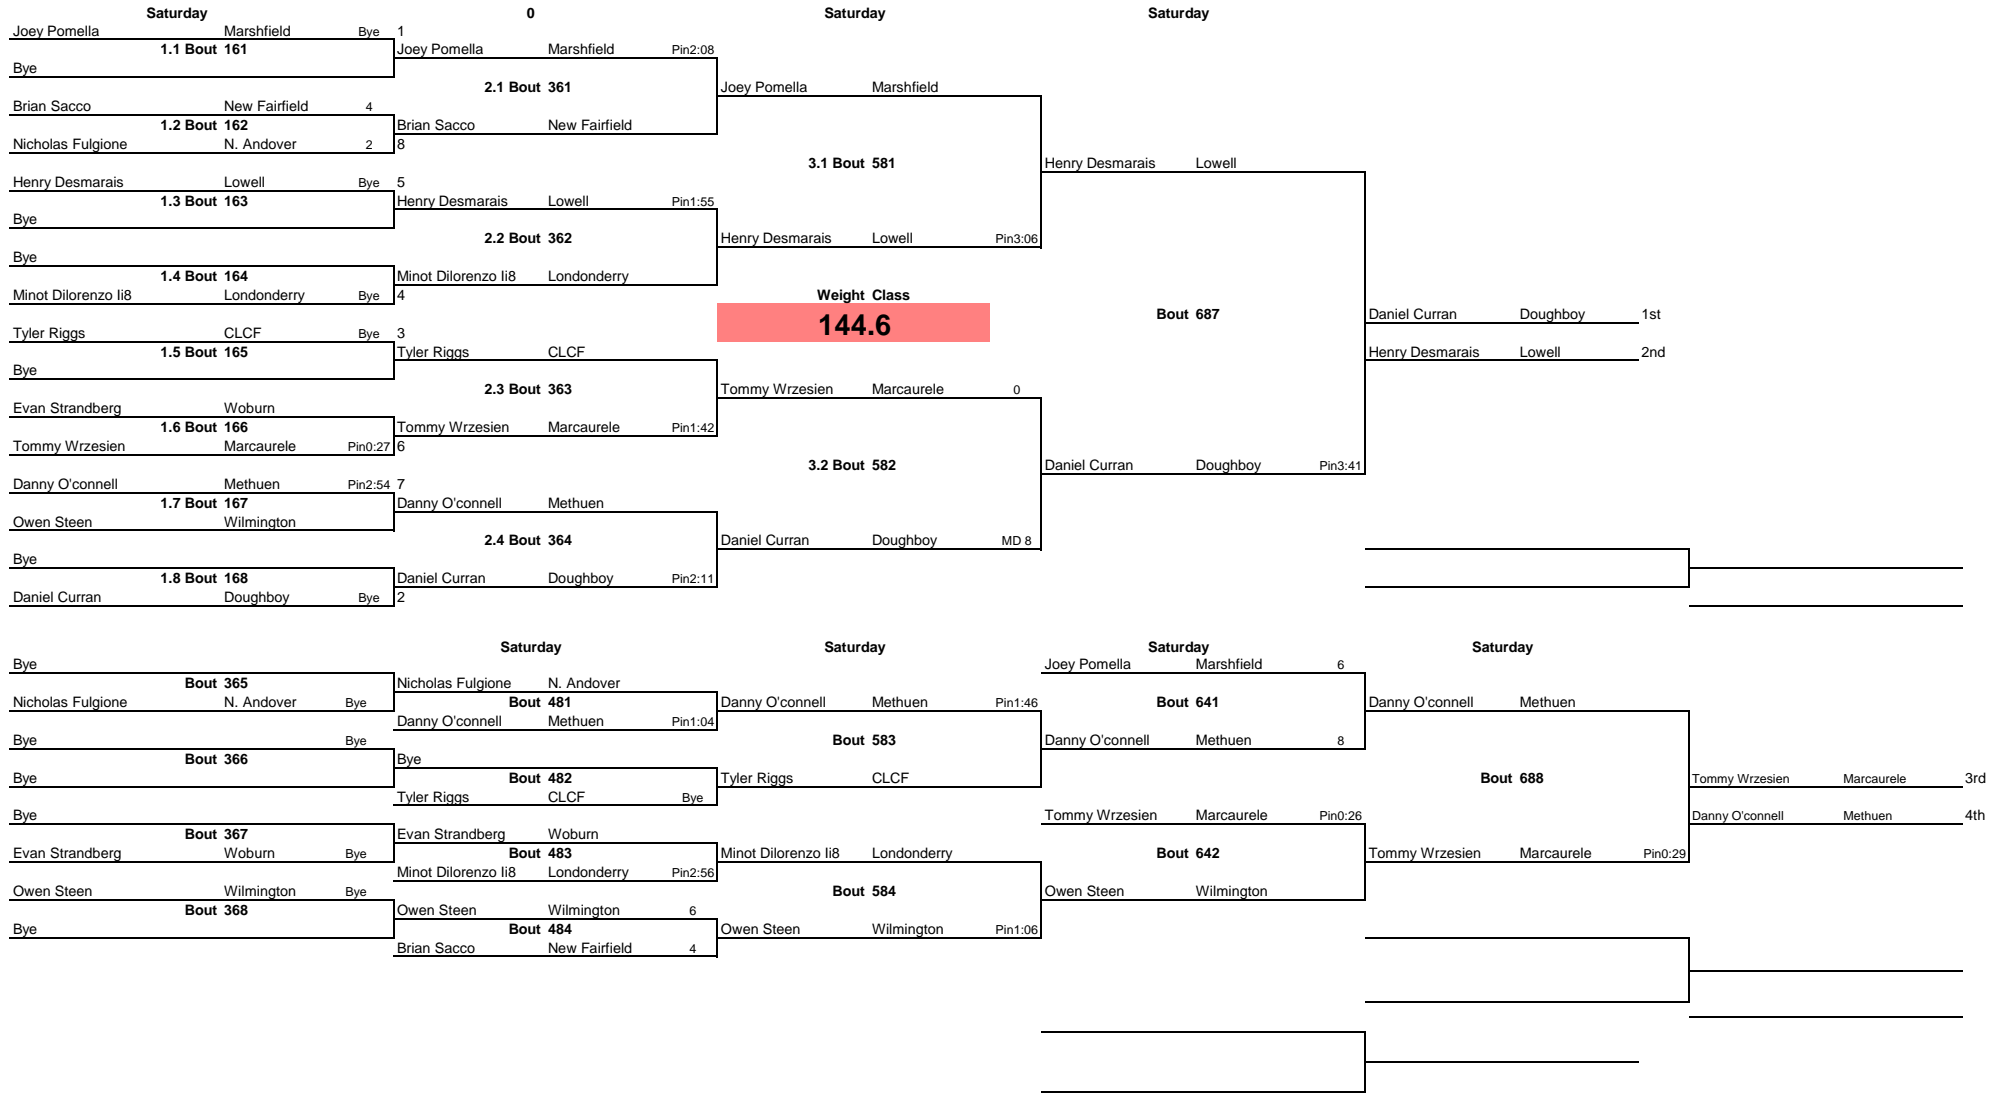 Saturday 0 Saturday Saturday
Joey Pomella Marshfield Bye 1
1.1 Bout 161 Joey Pomella Marshfield Pin2:08
Bye
2.1 Bout 361 Joey Pomella Marshfield
Brian Sacco New Fairfield 4
1.2 Bout 162 Brian Sacco New Fairfield
Nicholas Fulgione N. Andover 2 8
3.1 Bout 581 Henry Desmarais Lowell
Henry Desmarais Lowell Bye 5
1.3 Bout 163 Henry Desmarais Lowell Pin1:55
Bye
2.2 Bout 362 Henry Desmarais Lowell Pin3:06
Bye
1.4 Bout 164 Minot Dilorenzo Ii8 Londonderry
Minot Dilorenzo Ii8 Londonderry Bye 4 Weight Class
144.6 Bout 687 Daniel Curran Doughboy 1st
Tyler Riggs CLCF Bye 3
1.5 Bout 165 Tyler Riggs CLCF Henry Desmarais Lowell 2nd
Bye
2.3 Bout 363 Tommy Wrzesien Marcaurele 0
Evan Strandberg Woburn
1.6 Bout 166 Tommy Wrzesien Marcaurele Pin1:42
Tommy Wrzesien Marcaurele Pin0:27 6
3.2 Bout 582 Daniel Curran Doughboy Pin3:41
Danny O'connell Methuen Pin2:54 7
1.7 Bout 167 Danny O'connell Methuen
Owen Steen Wilmington
2.4 Bout 364 Daniel Curran Doughboy MD 8
Bye
1.8 Bout 168 Daniel Curran Doughboy Pin2:11
Daniel Curran Doughboy Bye 2
Saturday Saturday Saturday Saturday
Bye Joey Pomella Marshfield 6
Bout 365 Nicholas Fulgione N. Andover
Nicholas Fulgione N. Andover Bye Bout 481 Danny O'connell Methuen Pin1:46 Bout 641 Danny O'connell Methuen
Danny O'connell Methuen Pin1:04
Bye Bye Bout 583 Danny O'connell Methuen 8
Bout 366 Bye
Bye Bout 482 Tyler Riggs CLCF Bout 688 Tommy Wrzesien Marcaurele 3rd
Tyler Riggs CLCF Bye
Bye Tommy Wrzesien Marcaurele Pin0:26 Danny O'connell Methuen 4th
Bout 367 Evan Strandberg Woburn
Evan Strandberg Woburn Bye Bout 483 Minot Dilorenzo Ii8 Londonderry Bout 642 Tommy Wrzesien Marcaurele Pin0:29
Minot Dilorenzo Ii8 Londonderry Pin2:56
Owen Steen Wilmington Bye Bout 584 Owen Steen Wilmington
Bout 368 Owen Steen Wilmington 6
Bye Bout 484 Owen Steen Wilmington Pin1:06
Brian Sacco New Fairfield 4